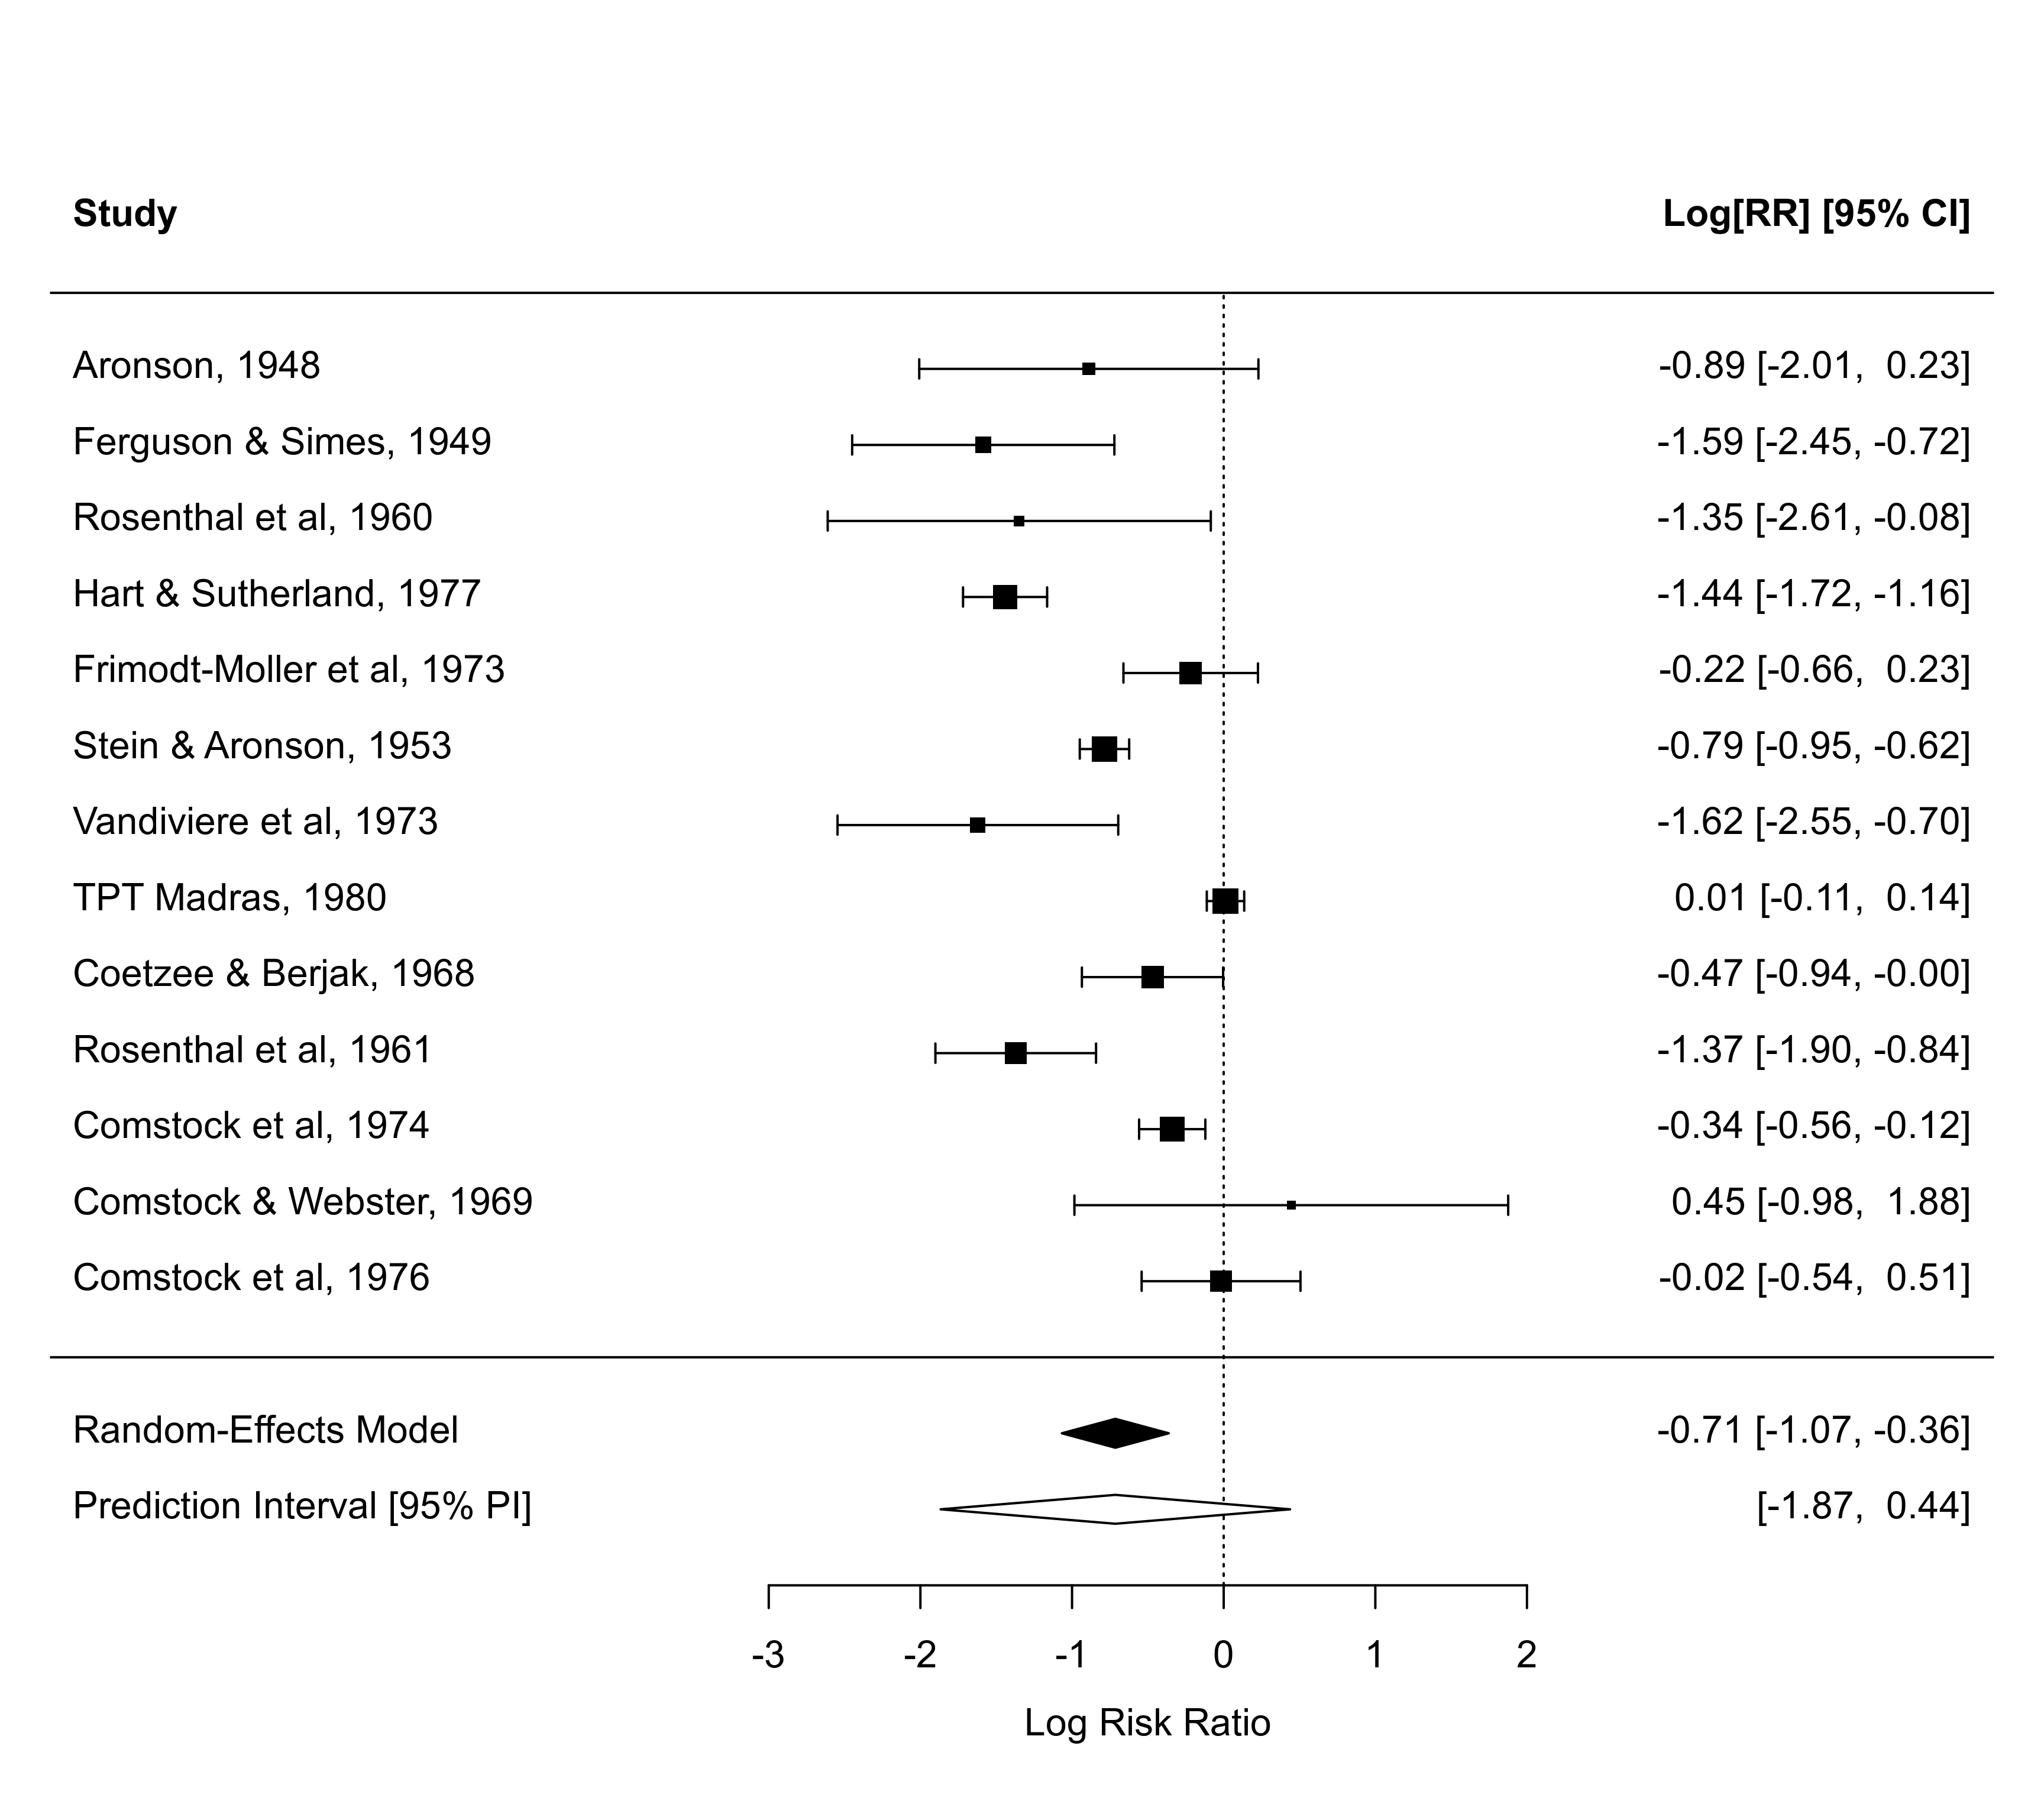 Study Log[RR] [95% CI]
Aronson, 1948 -0.89 [-2.01, 0.23]
Ferguson & Simes, 1949 -1.59 [-2.45, -0.72]
Rosenthal et al, 1960 -1.35 [-2.61, -0.08]
Hart & Sutherland, 1977 -1.44 [-1.72, -1.16]
Frimodt-Moller et al, 1973 -0.22 [-0.66, 0.23]
Stein & Aronson, 1953 -0.79 [-0.95, -0.62]
Vandiviere et al, 1973 -1.62 [-2.55, -0.70]
TPT Madras, 1980 0.01 [-0.11, 0.14]
Coetzee & Berjak, 1968 -0.47 [-0.94, -0.00]
Rosenthal et al, 1961 -1.37 [-1.90, -0.84]
Comstock et al, 1974 -0.34 [-0.56, -0.12]
Comstock & Webster, 1969 0.45 [-0.98, 1.88]
Comstock et al, 1976 -0.02 [-0.54, 0.51]
Random-Effects Model -0.71 [-1.07, -0.36]
Prediction Interval [95% PI] [-1.87, 0.44]
-3 -2 -1 0 1 2
Log Risk Ratio